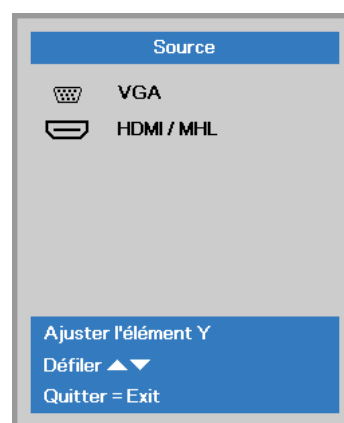 Source
VGA
HDMI / MHL
Ajuster l'élément Y
Défiler ▲▼
Quitter = Exit